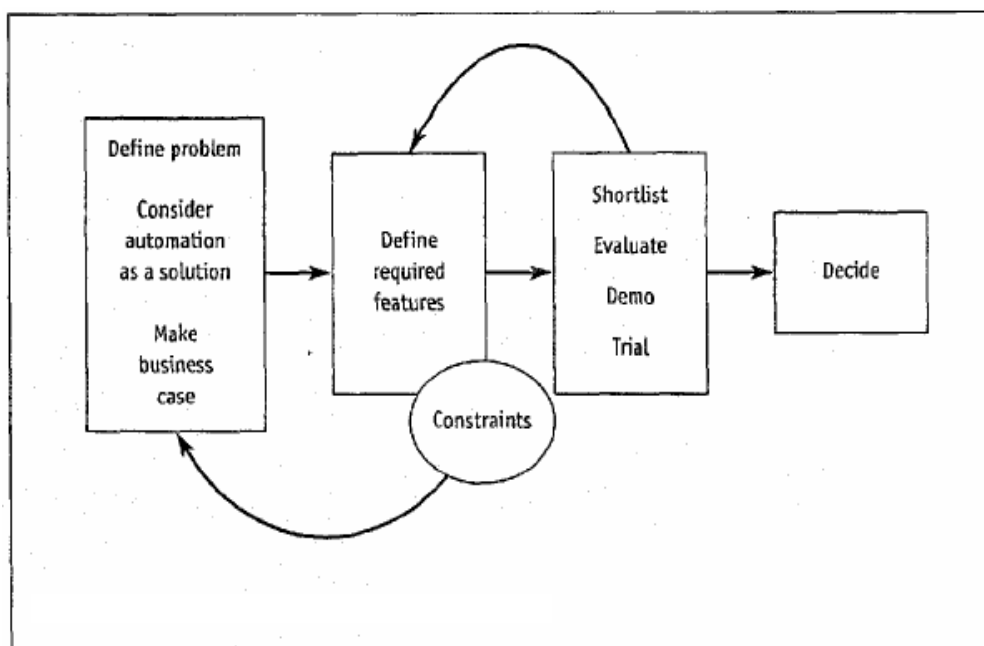 Define problem
Consider
automation
as a solution
Make
business
case
Define
required
features
Constraints
Shortlist
Evaluate
Demo
Trial
Decide